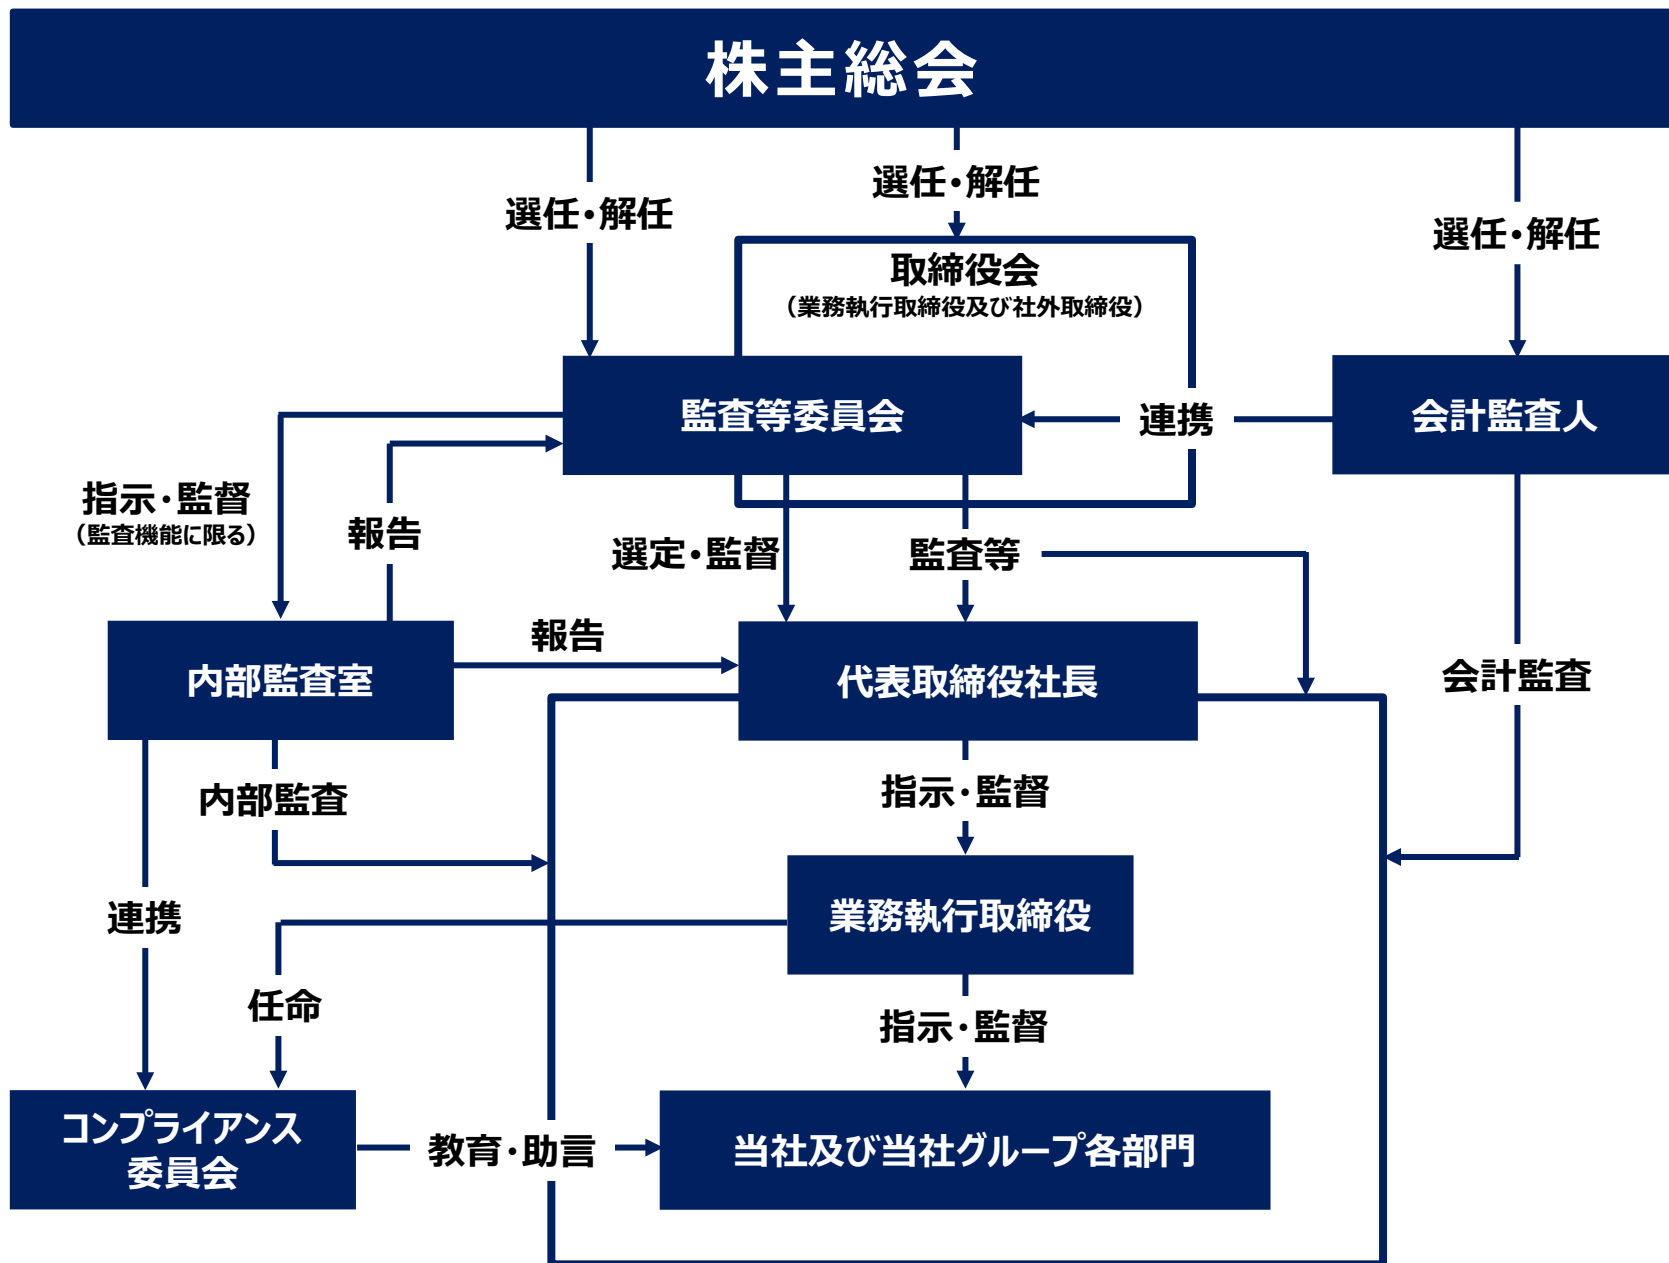 株主総会
選任・解任
選任・解任
選任・解任
取締役会
（業務執行取締役及び社外取締役）
監査等委員会
連携
会計監査人
指示・監督
（監査機能に限る）
報告
選定・監督
監査等
報告
内部監査室
代表取締役社長
会計監査
内部監査
指示・監督
連携
業務執行取締役
任命
指示・監督
コンプライアンス
委員会
教育・助言
当社及び当社グループ各部門